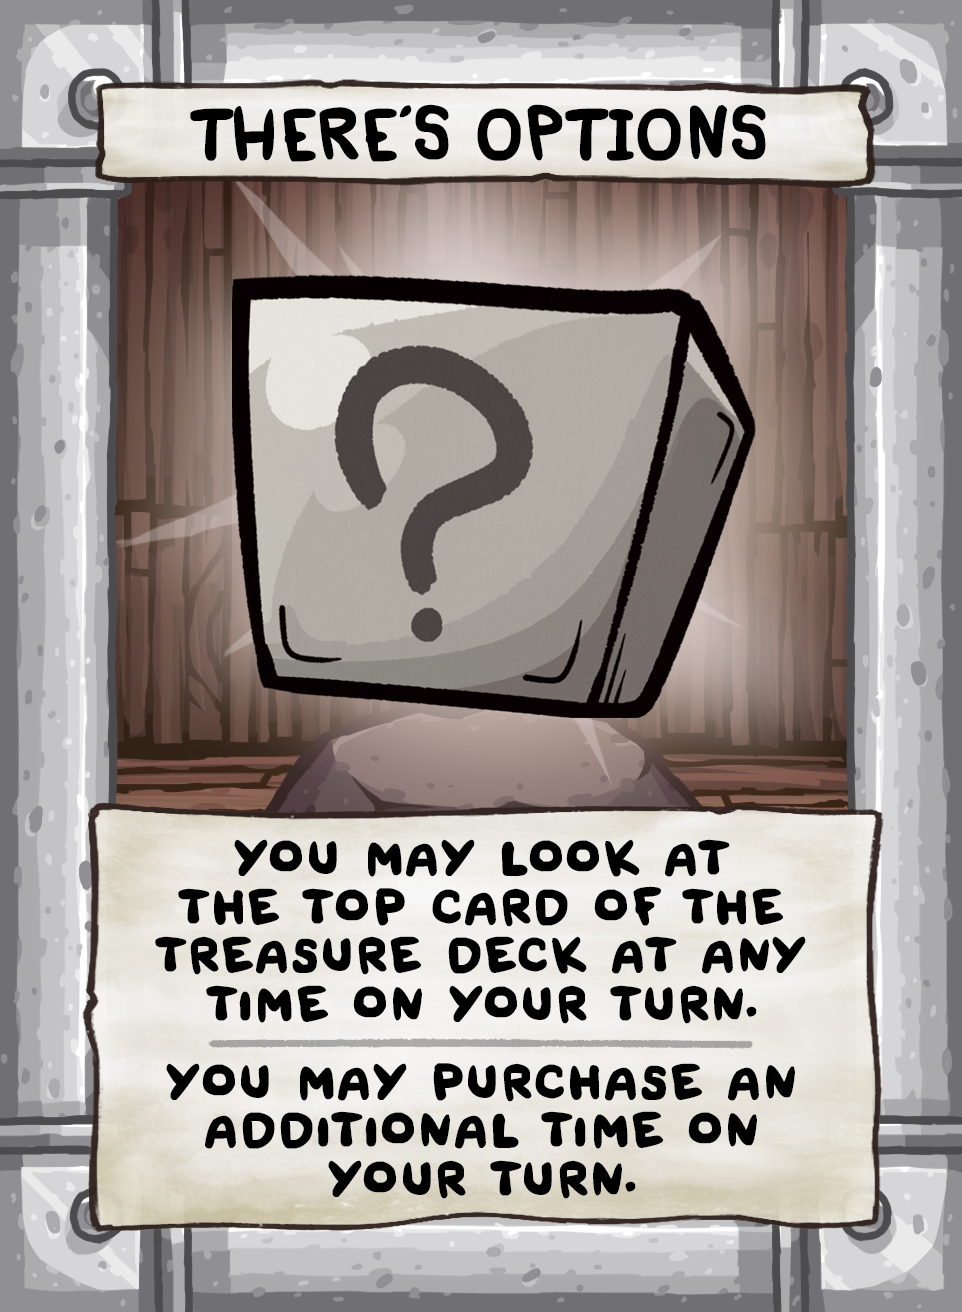 THERE'S OPTIONS
?
YOU MAY LOOK AT
THE TOP CARD OF THE
TREASURE DECK AT ANY
TIME ON YOUR TURN.
YOU MAY PURCHASE AN
ADDITIONAL TIME ON
YOUR TURN.